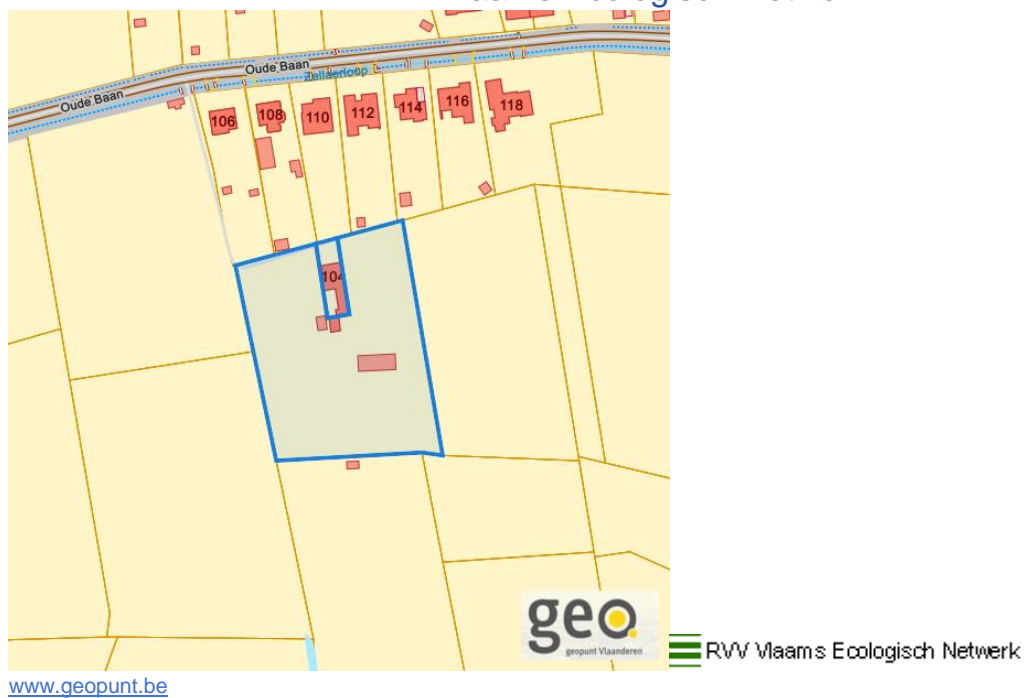 Oude Baan
Oude Baan
Zelderloop
106
108
110
112
114
116
118
104
geo
geopunt Vlaanderen
RVV Vlaams Ecologisch Netwerk
www.geopunt.be